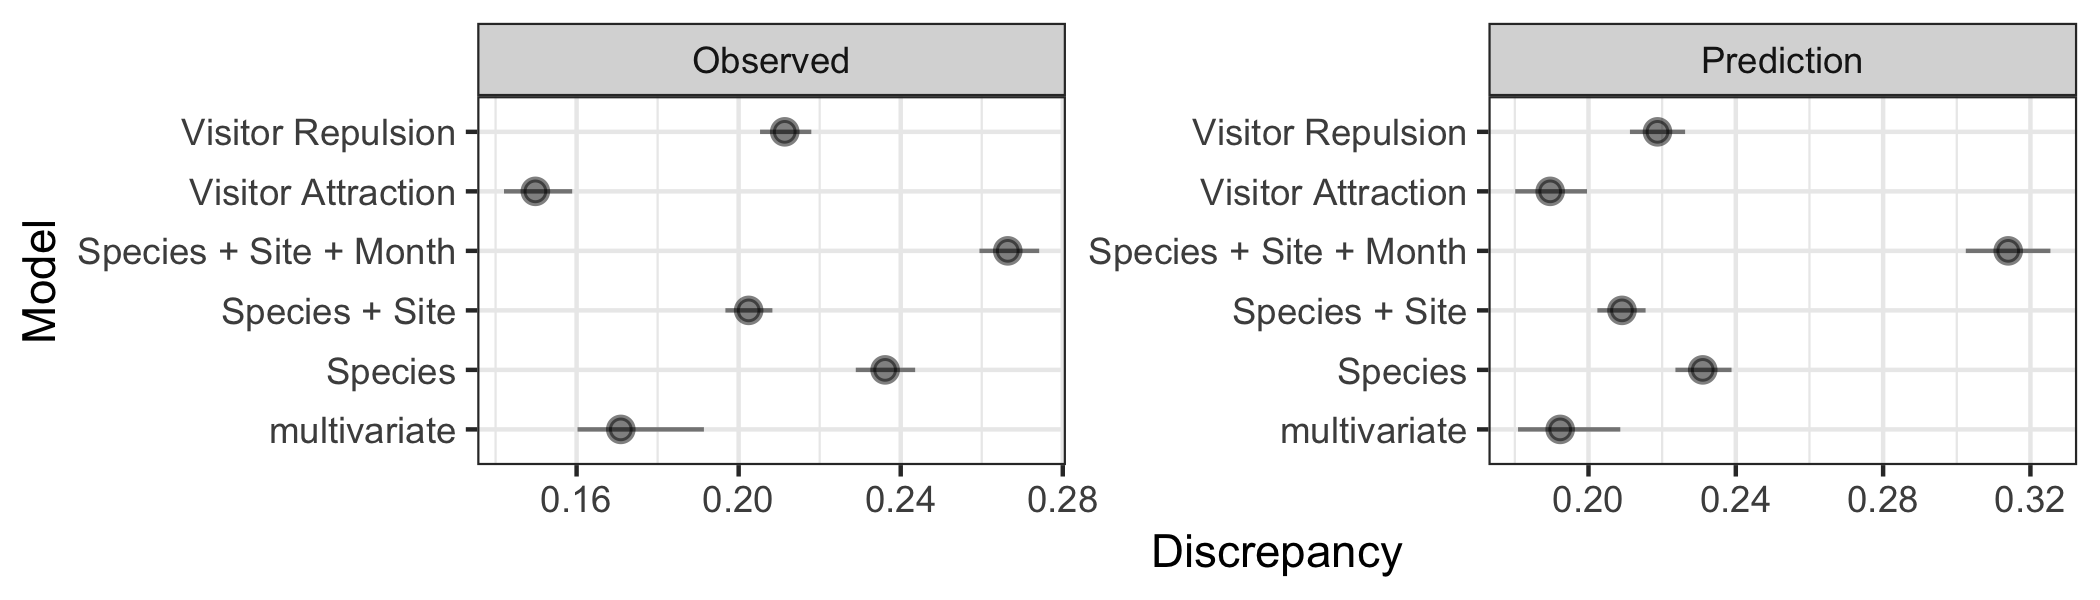 Observed
Prediction
Model
Visitor Repulsion
Visitor Attraction
Species + Site + Month
Species + Site
Species
multivariate
0.16 0.20 0.24 0.28
Visitor Repulsion
Visitor Attraction
Species + Site + Month
Species + Site
Species
multivariate
0.20 0.24 0.28 0.32
Discrepancy